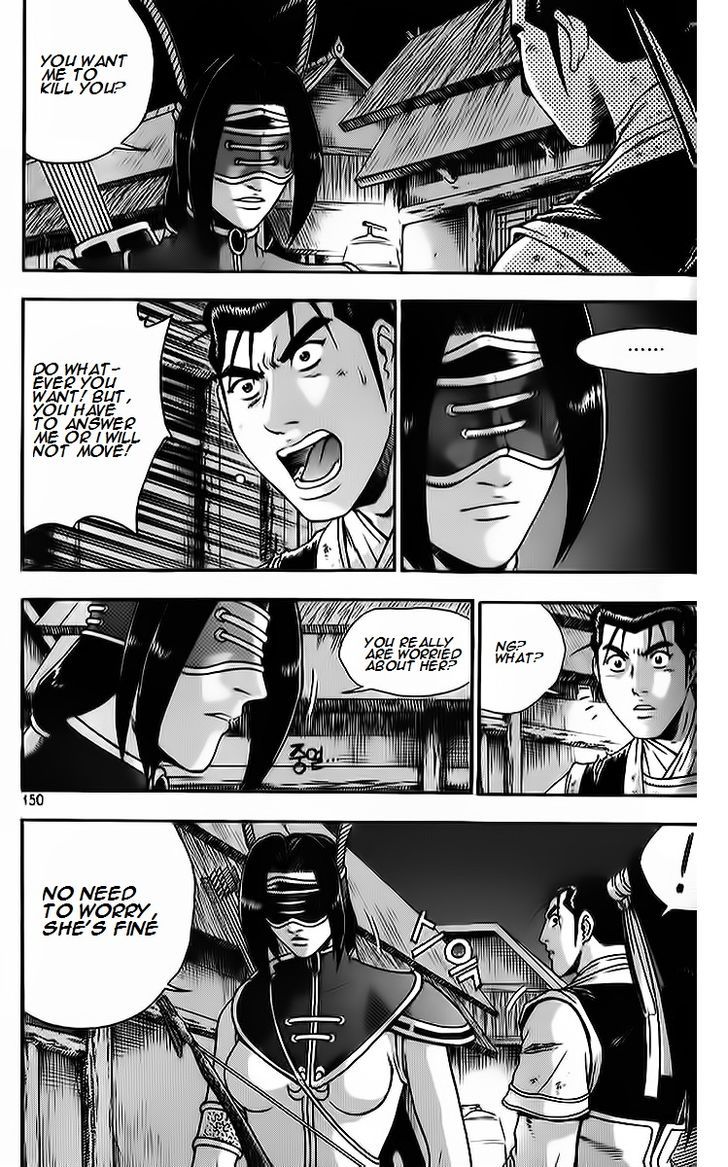 YOU WANT
ME TO
KILL YOU?
DO WHAT-
EVER YOU
WANT! BUT,
YOU HAVE
TO ANSWER
ME OR I WILL
NOT MOVE!
......
YOU REALLY
ARE WORRIED
ABOUT HER?
중얼...
NG?
WHAT?
150
NO NEED
TO WORRY,
SHE'S FINE
!